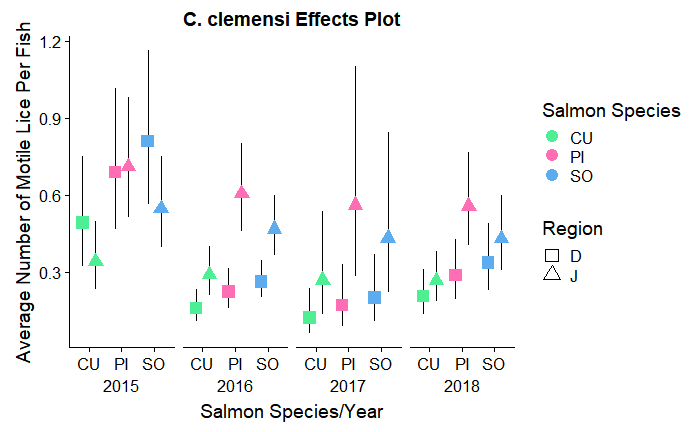 C. clemensi Effects Plot
Average Number of Motile Lice Per Fish
1.2
0.9
0.6
0.3
CU PI SO CU PI SO CU PI SO CU PI SO
2015 2016 2017 2018
Salmon Species/Year
Salmon Species
CU
PI
SO
Region
D
J